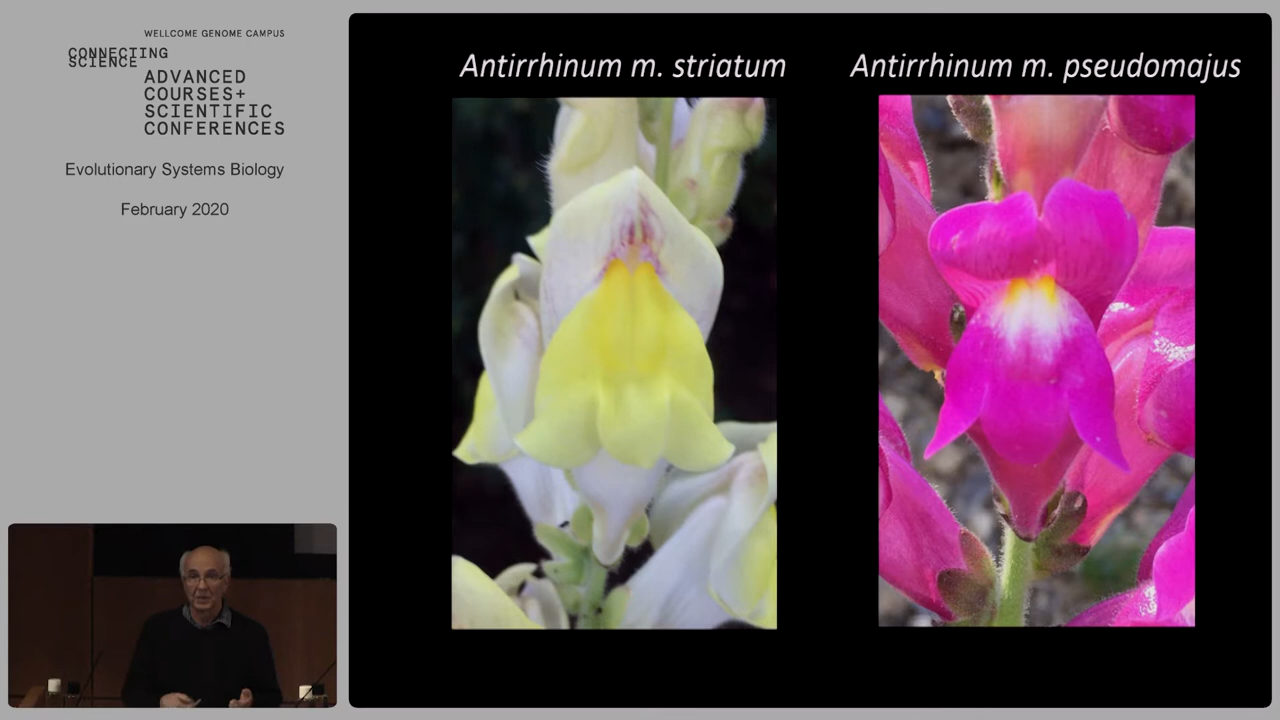 WELLCOME GENOME CAMPUS
CONNECTING
SCIENCE
ADVANCED
COURSES+
SCIENTIFIC
CONFERENCES
Evolutionary Systems Biology
February 2020
Antirrhinum m. striatum
Antirrhinum m. pseudomajus